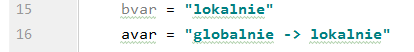 15 bvar = "lokalnie"
16 avar = "globalnie -> lokalnie"